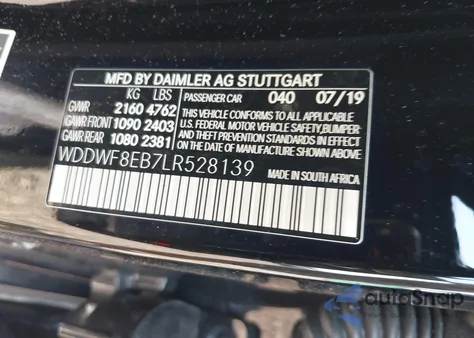 MFD BY DAIMLER AG STUTTGART
KG LBS
GVWR 2160 4762
GAWR FRONT 1090 2403
GAWR REAR 1080 2381
PASSENGER CAR 040 07/19
THIS VEHICLE CONFORMS TO ALL APPLICABLE
U.S. FEDERAL MOTOR VEHICLE SAFETY, BUMPER
AND THEFT PREVENTION STANDARDS IN EFFECT
ON THE DATE OF MANUFACTURE SHOWN ABOVE.
WDDWF8EB7LR528139
MADE IN SOUTH AFRICA
autoSnap